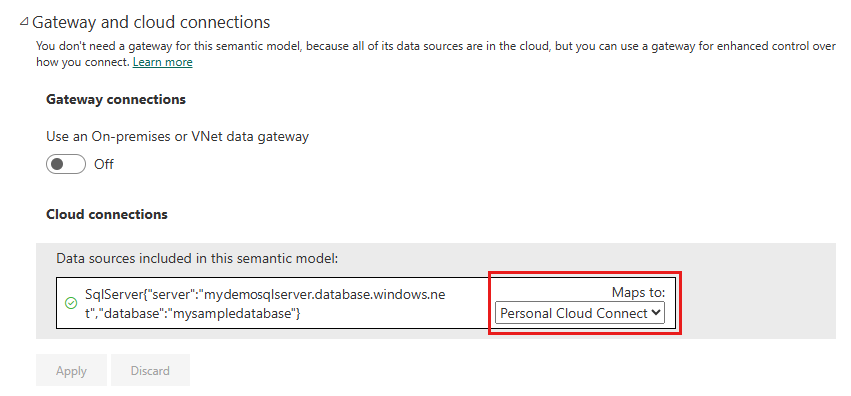 Gateway and cloud connections
You don't need a gateway for this semantic model, because all of its data sources are in the cloud, but you can use a gateway for enhanced control over
how you connect. Learn more
Gateway connections
Use an On-premises or VNet data gateway
Off
Cloud connections
Data sources included in this semantic model:
SqlServer{"server":"mydemosqlserver.database.windows.ne
t","database":"mysampledatabase"}
Maps to:
Personal Cloud Connect
Apply
Discard